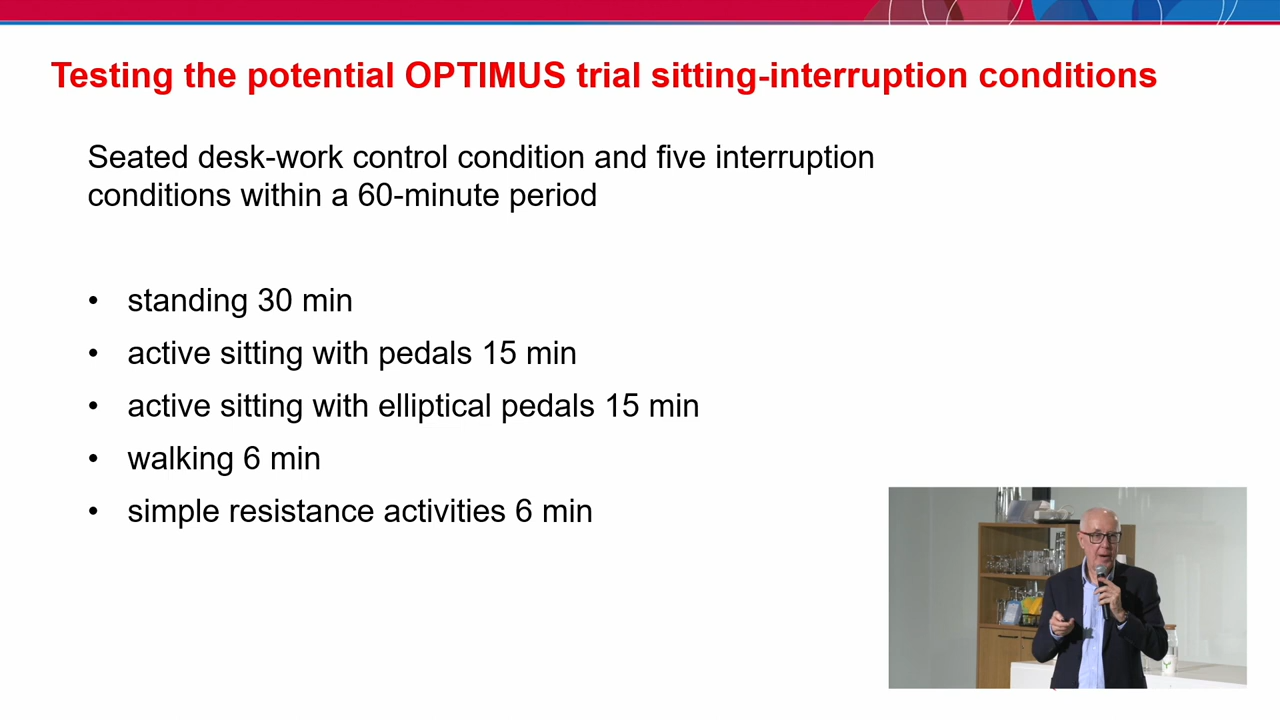 Testing the potential OPTIMUS trial sitting-interruption conditions
Seated desk-work control condition and five interruption
conditions within a 60-minute period
• standing 30 min
• active sitting with pedals 15 min
• active sitting with elliptical pedals 15 min
• walking 6 min
• simple resistance activities 6 min